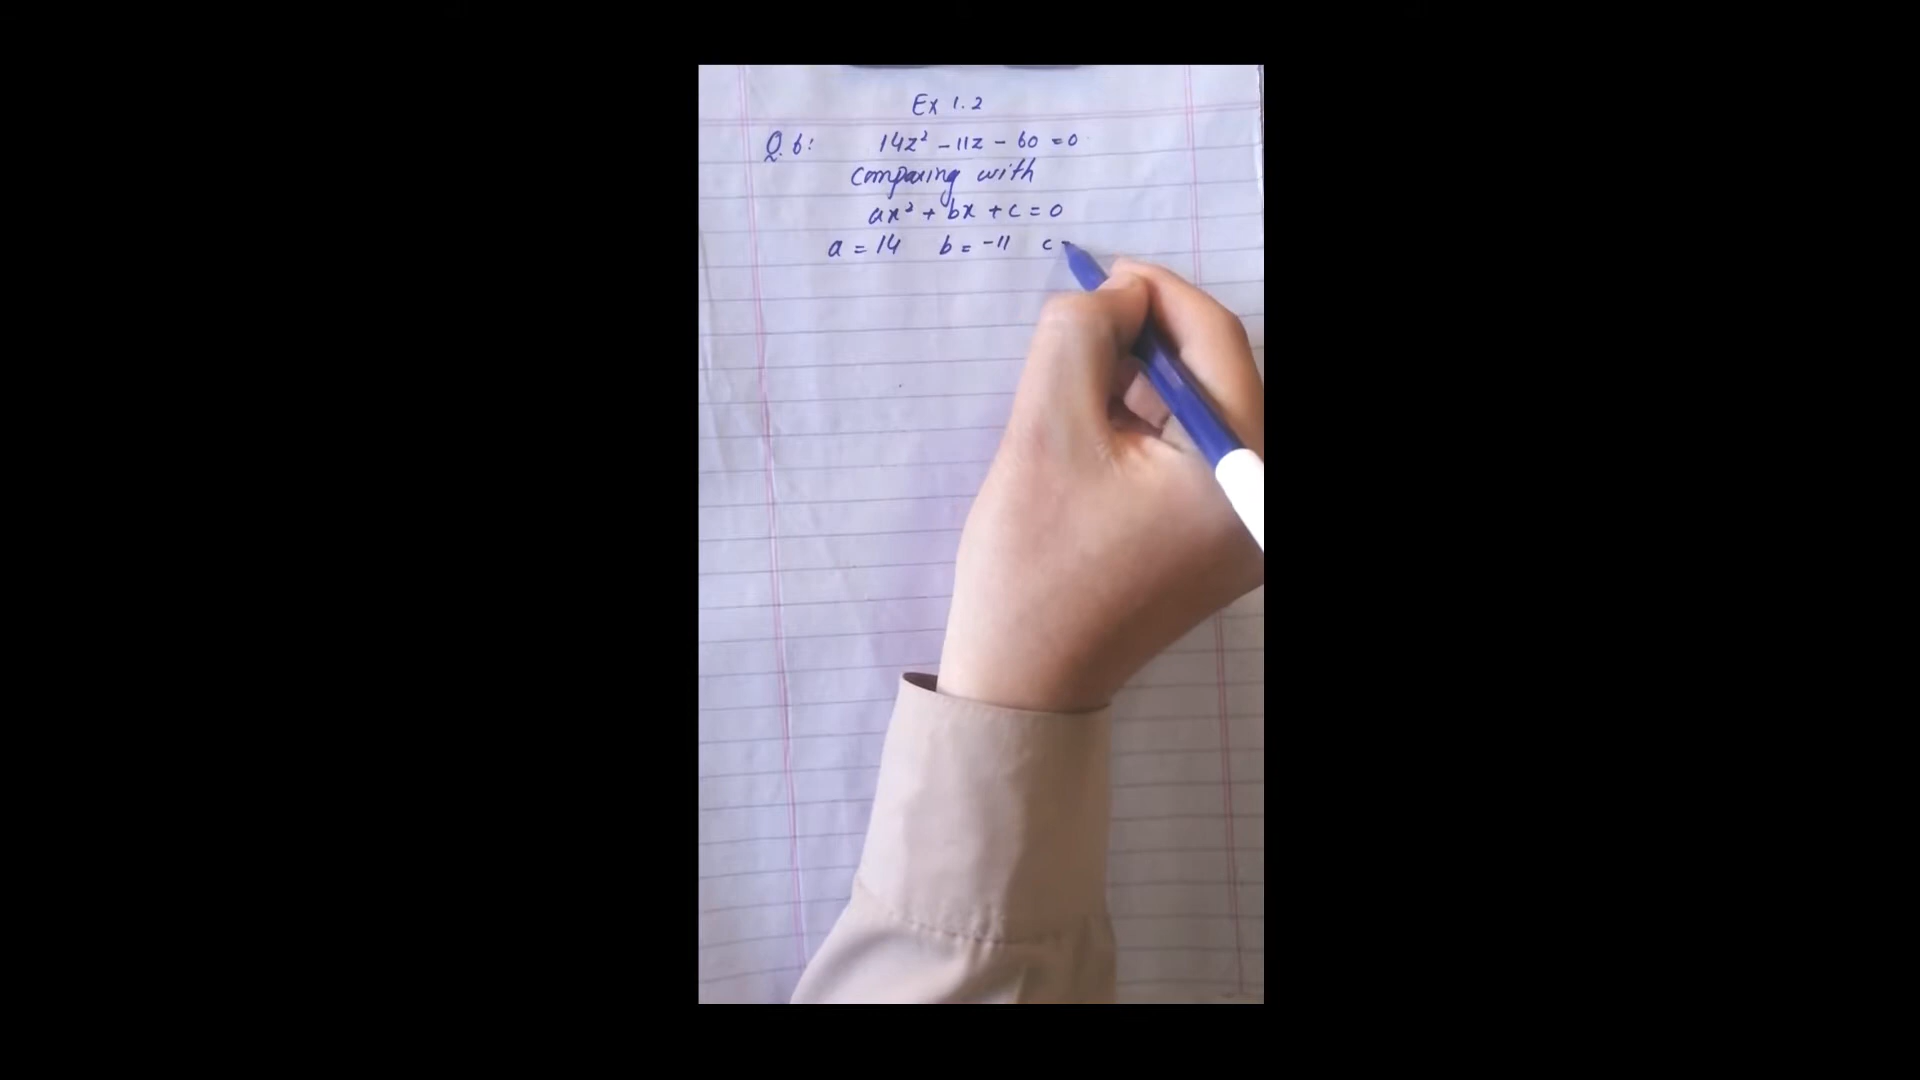 Ex 1.2
Q.6: 14z² - 11z - 60 = 0
Comparing with
ax² + bx + c = 0
a = 14 b = -11 c =